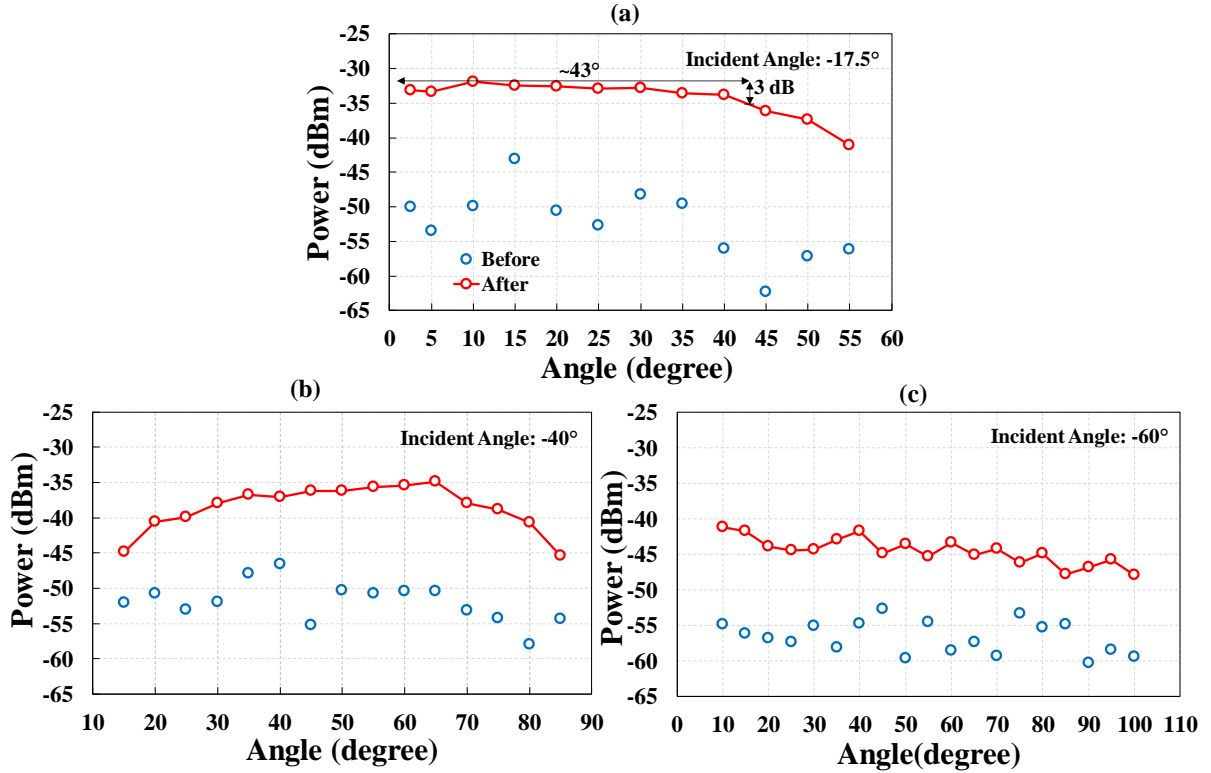 (a)
-25
-30
-35
-40
-45
-50
-55
-60
-65
Power (dBm)
Incident Angle: -17.5°
~43°
3 dB
Before
After
0 5 10 15 20 25 30 35 40 45 50 55 60
Angle (degree)
(b)
-25
-30
-35
-40
-45
-50
-55
-60
-65
Power (dBm)
Incident Angle: -40°
10 20 30 40 50 60 70 80 90
Angle (degree)
(c)
-25
-30
-35
-40
-45
-50
-55
-60
-65
Power (dBm)
Incident Angle: -60°
0 10 20 30 40 50 60 70 80 90 100 110
Angle(degree)